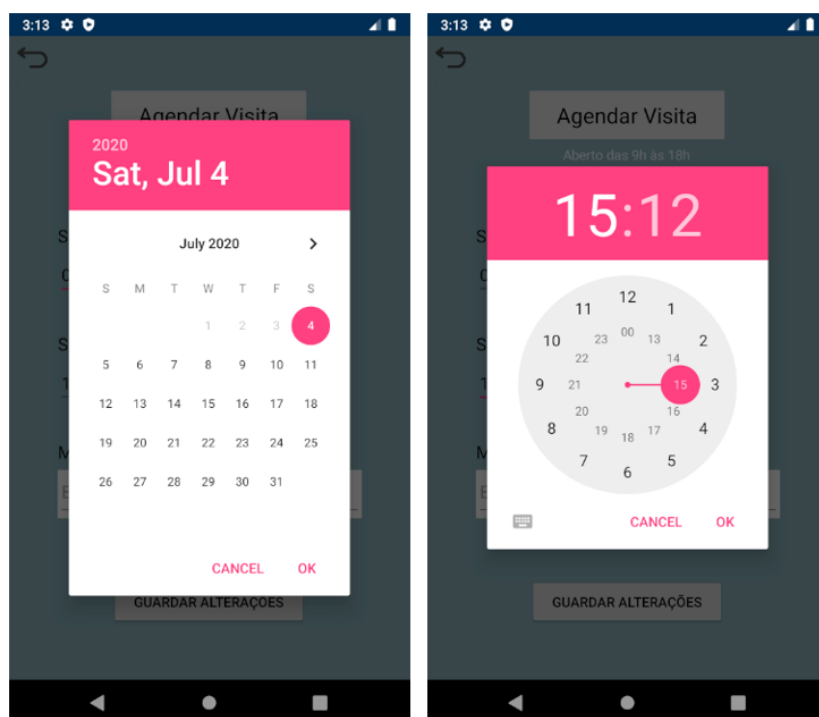 3:13
Agendar Visita
2020
Sat, Jul 4
July 2020
S M T W T F S
1 2 3 4
5 6 7 8 9 10 11
12 13 14 15 16 17 18
19 20 21 22 23 24 25
26 27 28 29 30 31
CANCEL OK
GUARDAR ALTERAÇÕES
3:13
Agendar Visita
Aberto das 9h às 18h
15:12
12
11 1
00
23 13
10 2
22 14
9 21 15 3
20 16
8 4
19 17
18
7 5
6
CANCEL OK
GUARDAR ALTERAÇÕES